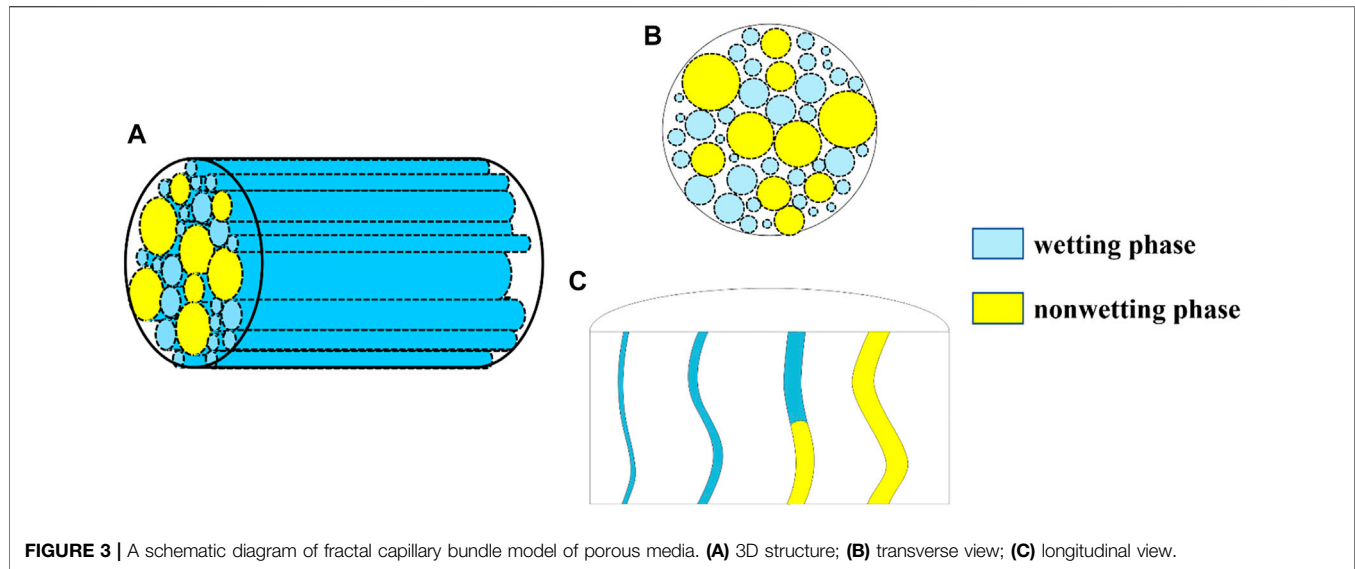 A
B
C
wetting phase
nonwetting phase
FIGURE 3 | A schematic diagram of fractal capillary bundle model of porous media. (A) 3D structure; (B) transverse view; (C) longitudinal view.